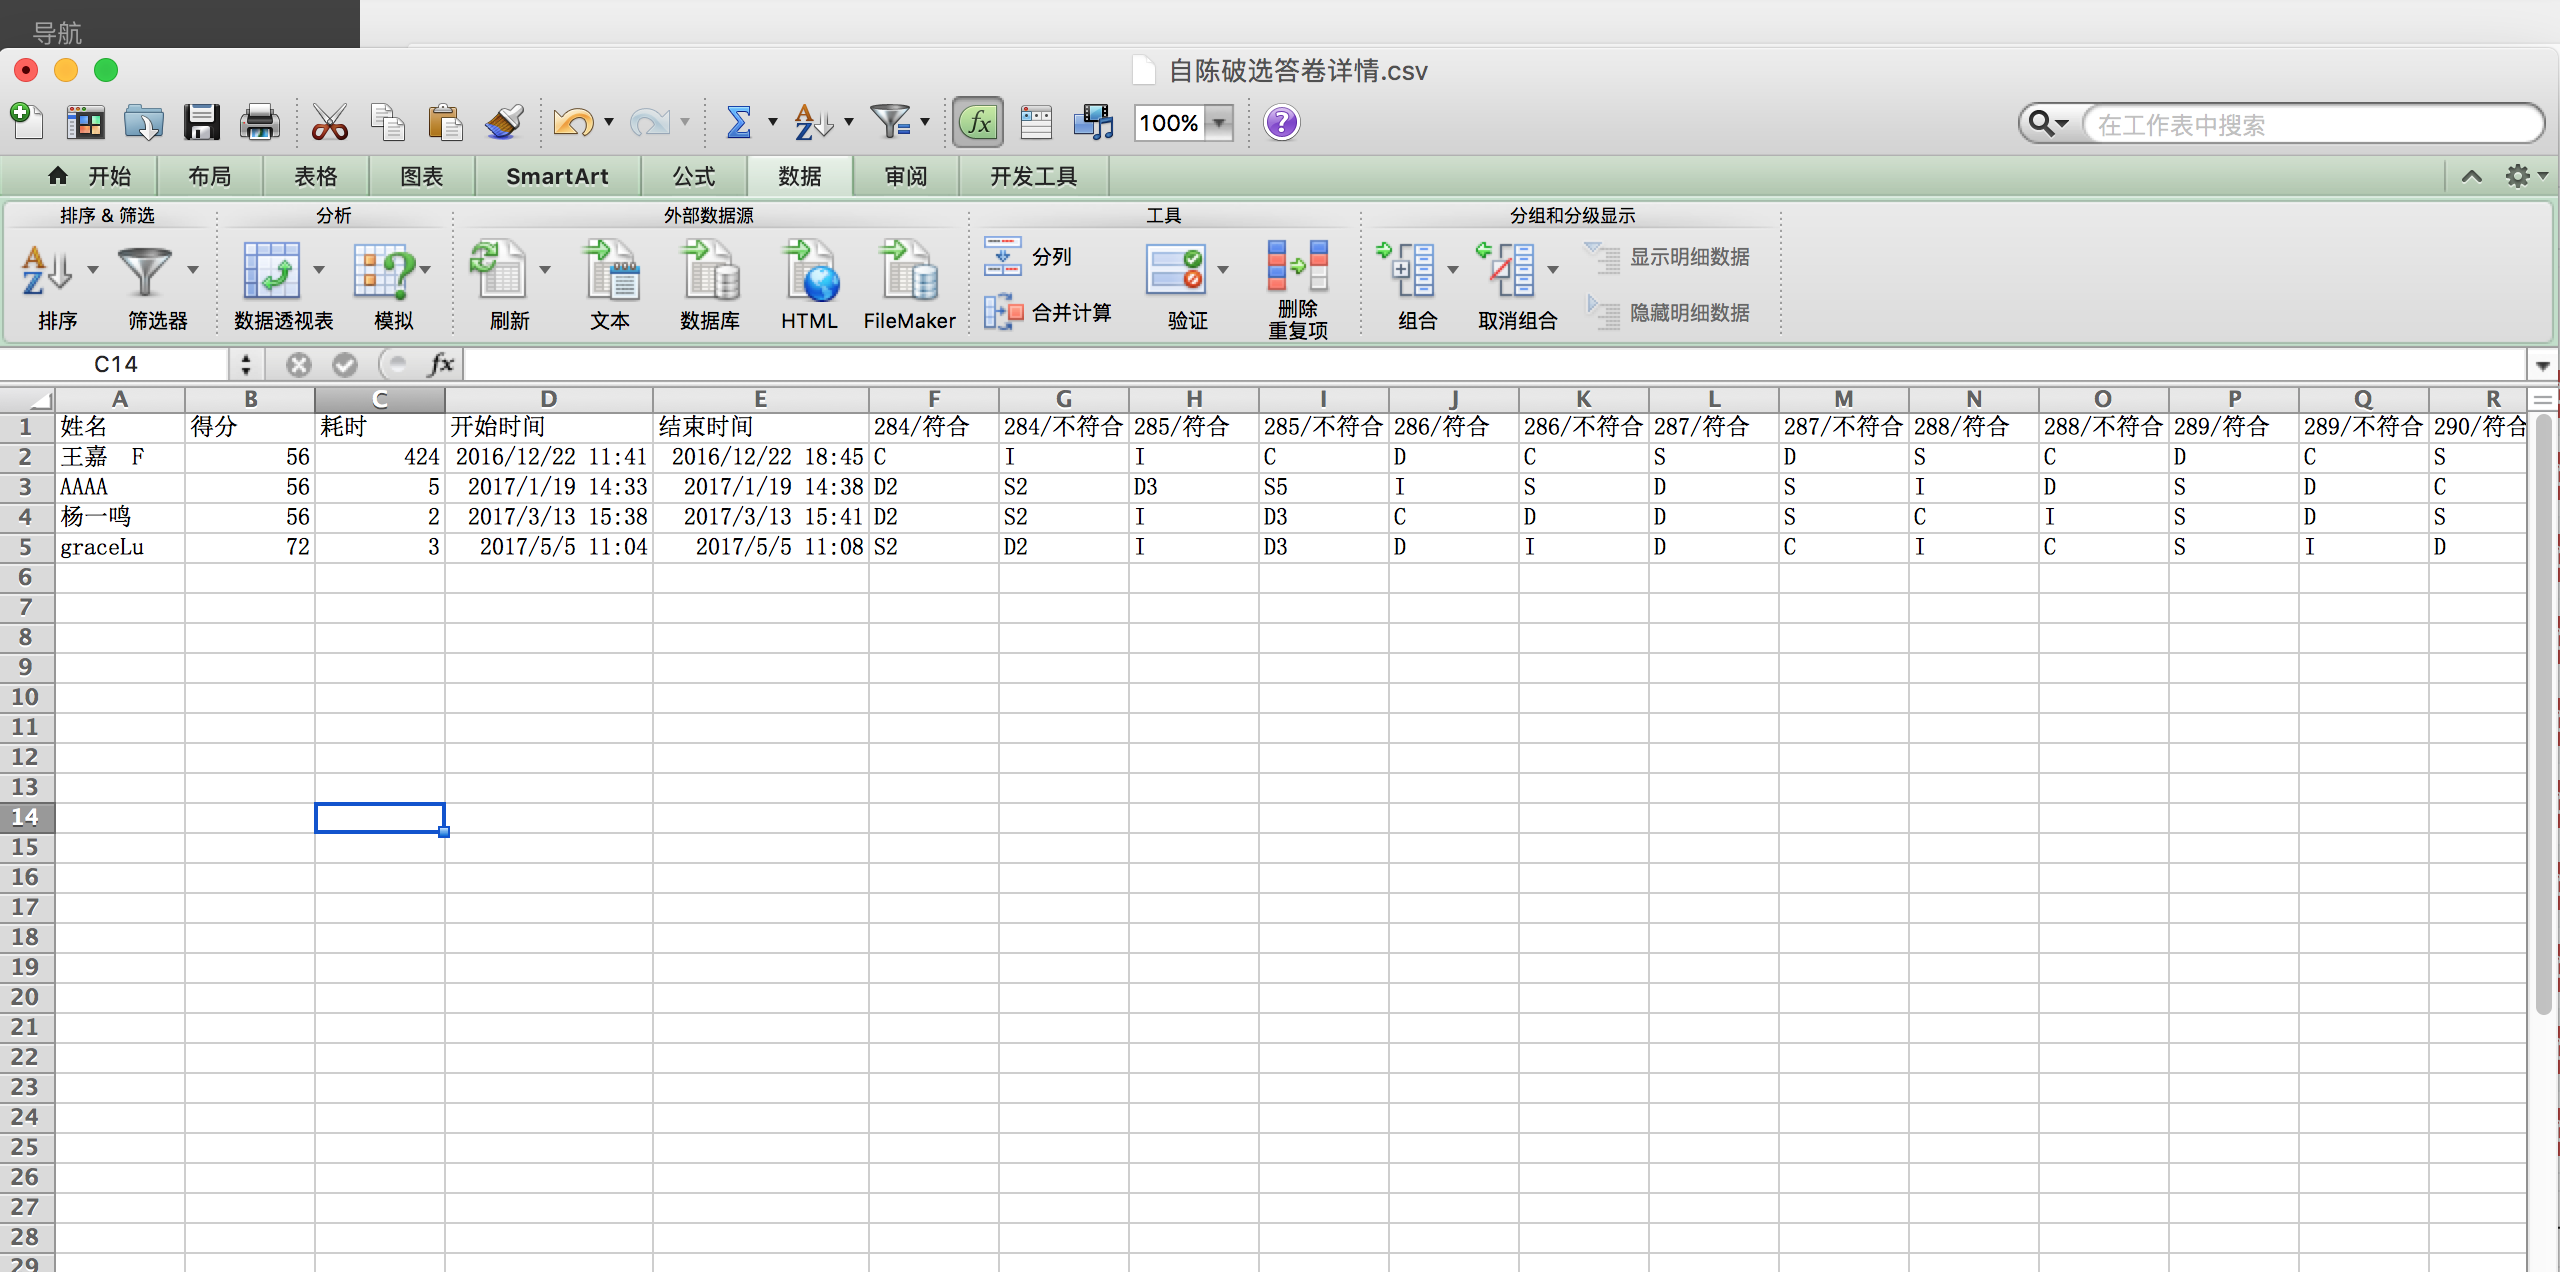 导航
自陈破选答卷详情.csv
100%
在工作表中搜索
开始 布局 表格 图表 SmartArt 公式 数据 审阅 开发工具
排序 & 筛选 分析 外部数据源 工具 分组和分级显示
排序 筛选器 数据透视表 模拟 刷新 文本 数据库 HTML FileMaker 分列 合并计算 验证 删除重复项 组合 取消组合 显示明细数据 隐藏明细数据
C14 fx
A B C D E F G H I J K L M N O P Q R
1 姓名 得分 耗时 开始时间 结束时间 284/符合 284/不符合 285/符合 285/不符合 286/符合 286/不符合 287/符合 287/不符合 288/符合 288/不符合 289/符合 289/不符合 290/符合
2 王嘉 F 56 424 2016/12/22 11:41 2016/12/22 18:45 C I I C D C S D S C D C S
3 AAAA 56 5 2017/1/19 14:33 2017/1/19 14:38 D2 S2 D3 S5 I S D S I D S D C
4 杨一鸣 56 2 2017/3/13 15:38 2017/3/13 15:41 D2 S2 I D3 C D D S C I S D S
5 graceLu 72 3 2017/5/5 11:04 2017/5/5 11:08 S2 D2 I D3 D I D C I C S I D
6
7
8
9
10
11
12
13
14
15
16
17
18
19
20
21
22
23
24
25
26
27
28
29